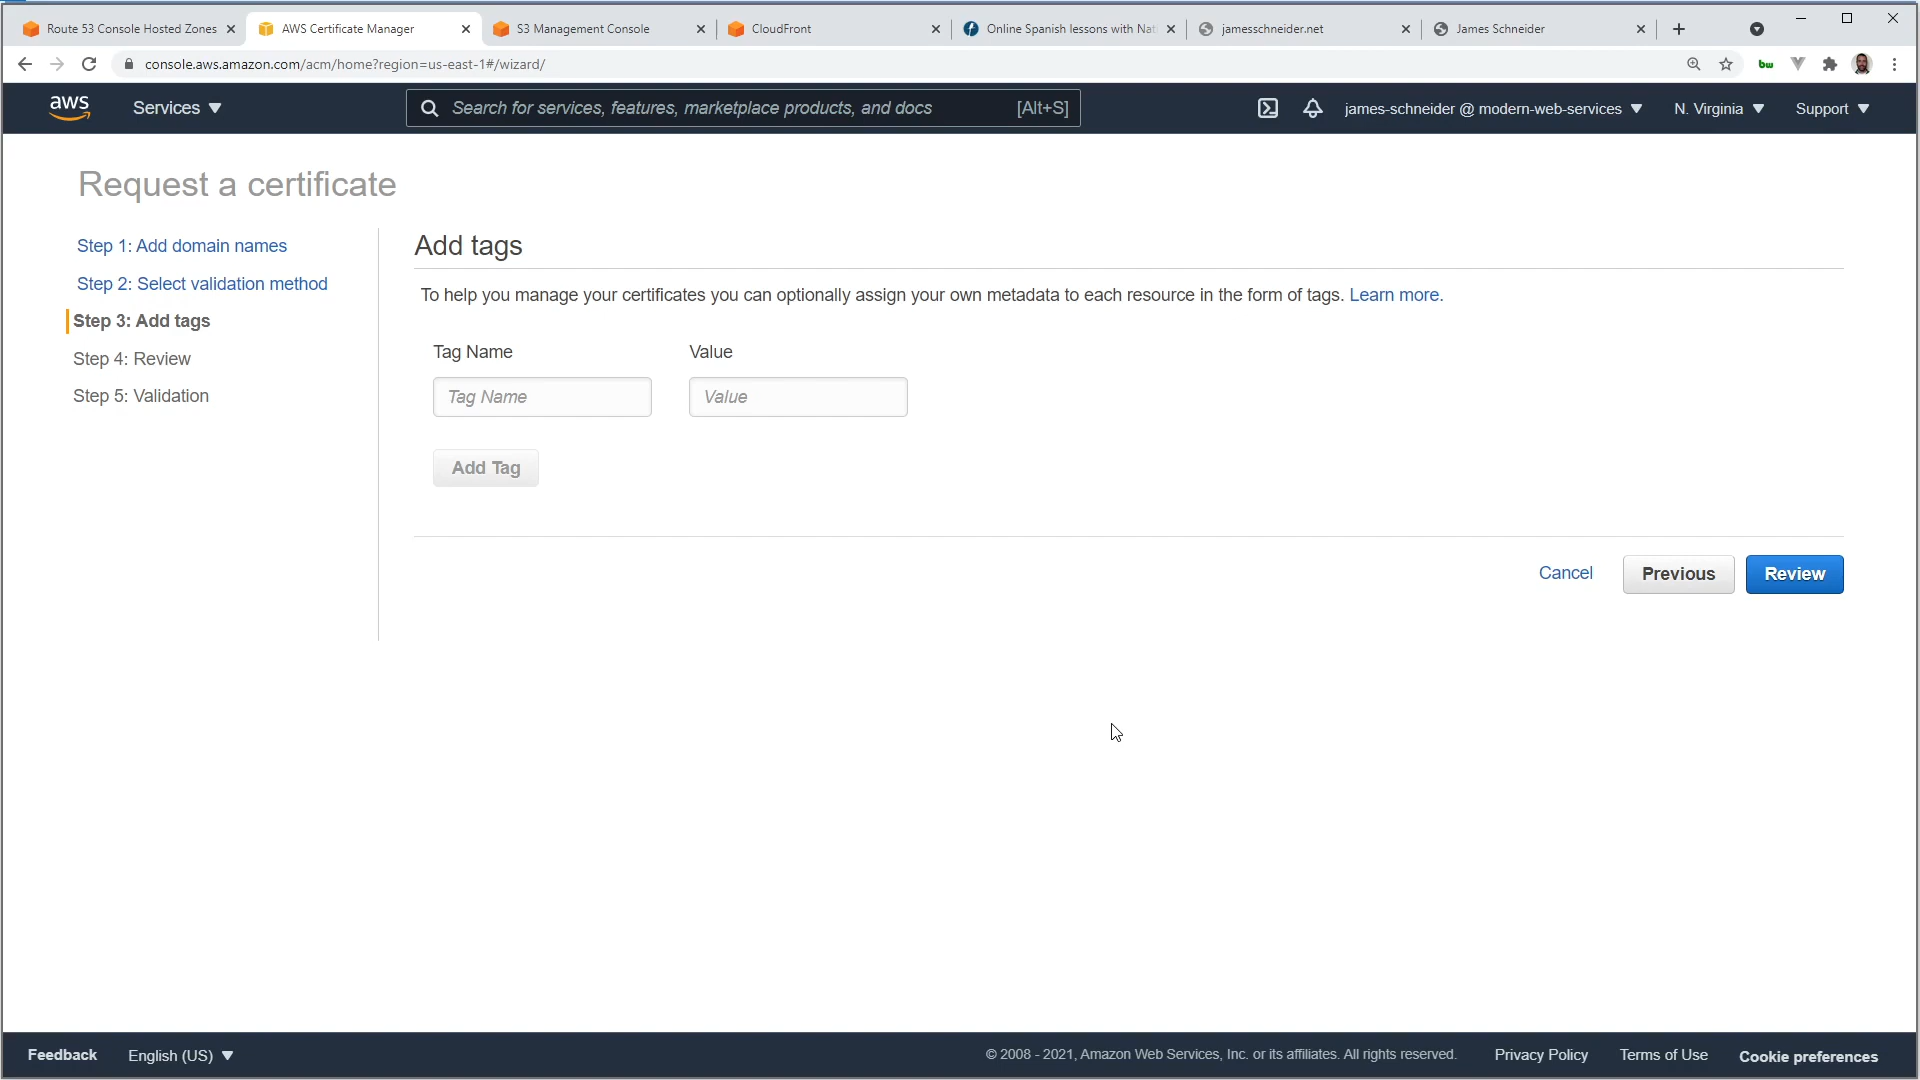 Route 53 Console Hosted Zones
AWS Certificate Manager
S3 Management Console
CloudFront
Online Spanish lessons with Nati
jamesschneider.net
James Schneider
console.aws.amazon.com/acm/home?region=us-east-1#/wizard/
bw
aws
Services
Search for services, features, marketplace products, and docs
[Alt+S]
james-schneider @ modern-web-services
N. Virginia
Support
Request a certificate
Step 1: Add domain names
Step 2: Select validation method
Step 3: Add tags
Step 4: Review
Step 5: Validation
Add tags
To help you manage your certificates you can optionally assign your own metadata to each resource in the form of tags. Learn more.
Tag Name
Value
Tag Name
Value
Add Tag
Cancel
Previous
Review
Feedback
English (US)
© 2008 - 2021, Amazon Web Services, Inc. or its affiliates. All rights reserved.
Privacy Policy
Terms of Use
Cookie preferences